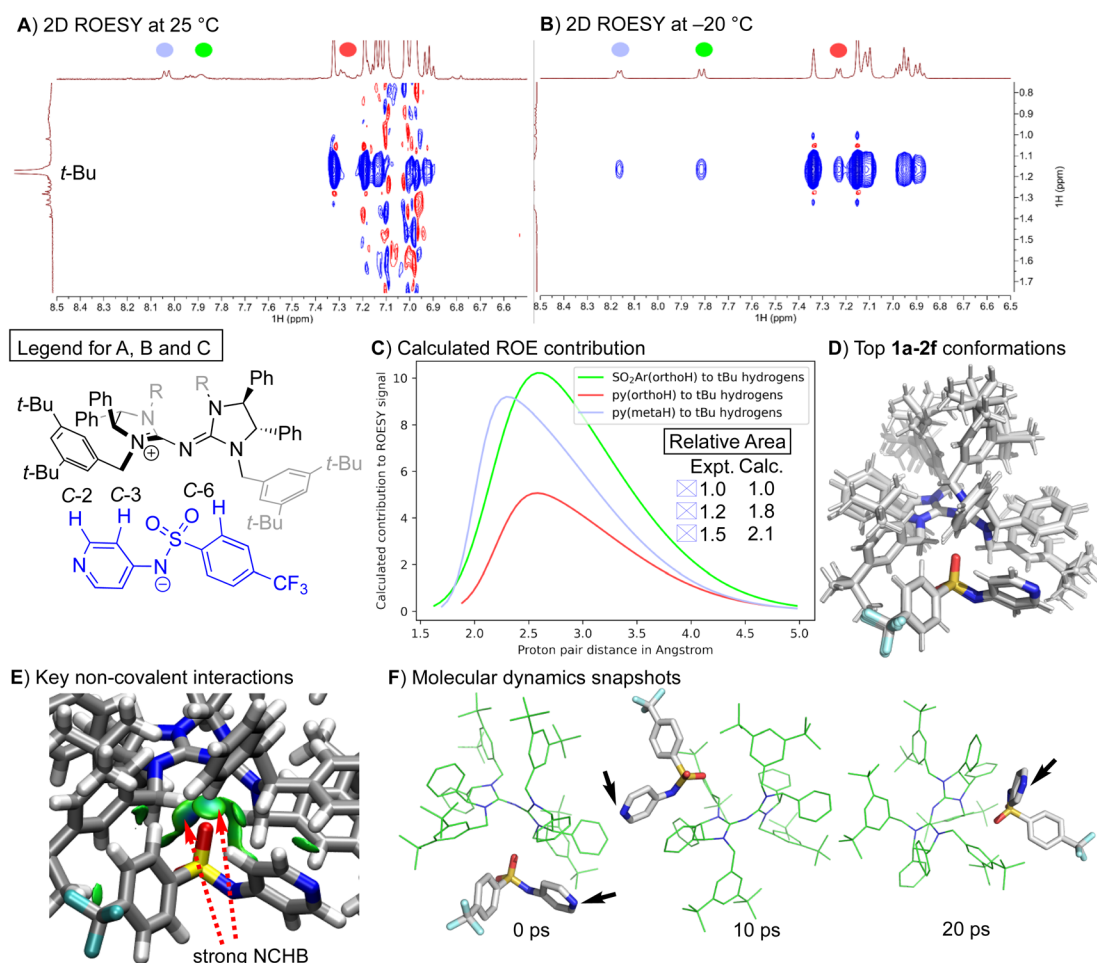 A) 2D ROESY at 25 °C
B) 2D ROESY at –20 °C
t-Bu
8.5 8.4 8.3 8.2 8.1 8.0 7.9 7.8 7.7 7.6 7.5 7.4 7.3 7.2 7.1 7.0 6.9 6.8 6.7 6.6
1H (ppm)
0.8
0.9
1.0
1.1
1.2
1.3
1.4
1.5
1.6
1.7
1H (ppm)
8.5 8.4 8.3 8.2 8.1 8.0 7.9 7.8 7.7 7.6 7.5 7.4 7.3 7.2 7.1 7.0 6.9 6.8 6.7 6.6 6.5
1H (ppm)
Legend for A, B and C
R
Ph
R
Ph
t-Bu
Ph
N
N
Ph
N
+
N
N
t-Bu
t-Bu
t-Bu
C-2
C-3
C-6
H
H
O
O
H
S
N
N
–
CF3
C) Calculated ROE contribution
Calculated contribution to ROESY signal
10
8
6
4
2
0
SO2Ar(orthoH) to tBu hydrogens
py(orthoH) to tBu hydrogens
py(metaH) to tBu hydrogens
Relative Area
Expt. Calc.
1.0 1.0
1.2 1.8
1.5 2.1
1.5 2.0 2.5 3.0 3.5 4.0 4.5 5.0
Proton pair distance in Angstrom
D) Top 1a-2f conformations
E) Key non-covalent interactions
strong NCHB
F) Molecular dynamics snapshots
0 ps
10 ps
20 ps